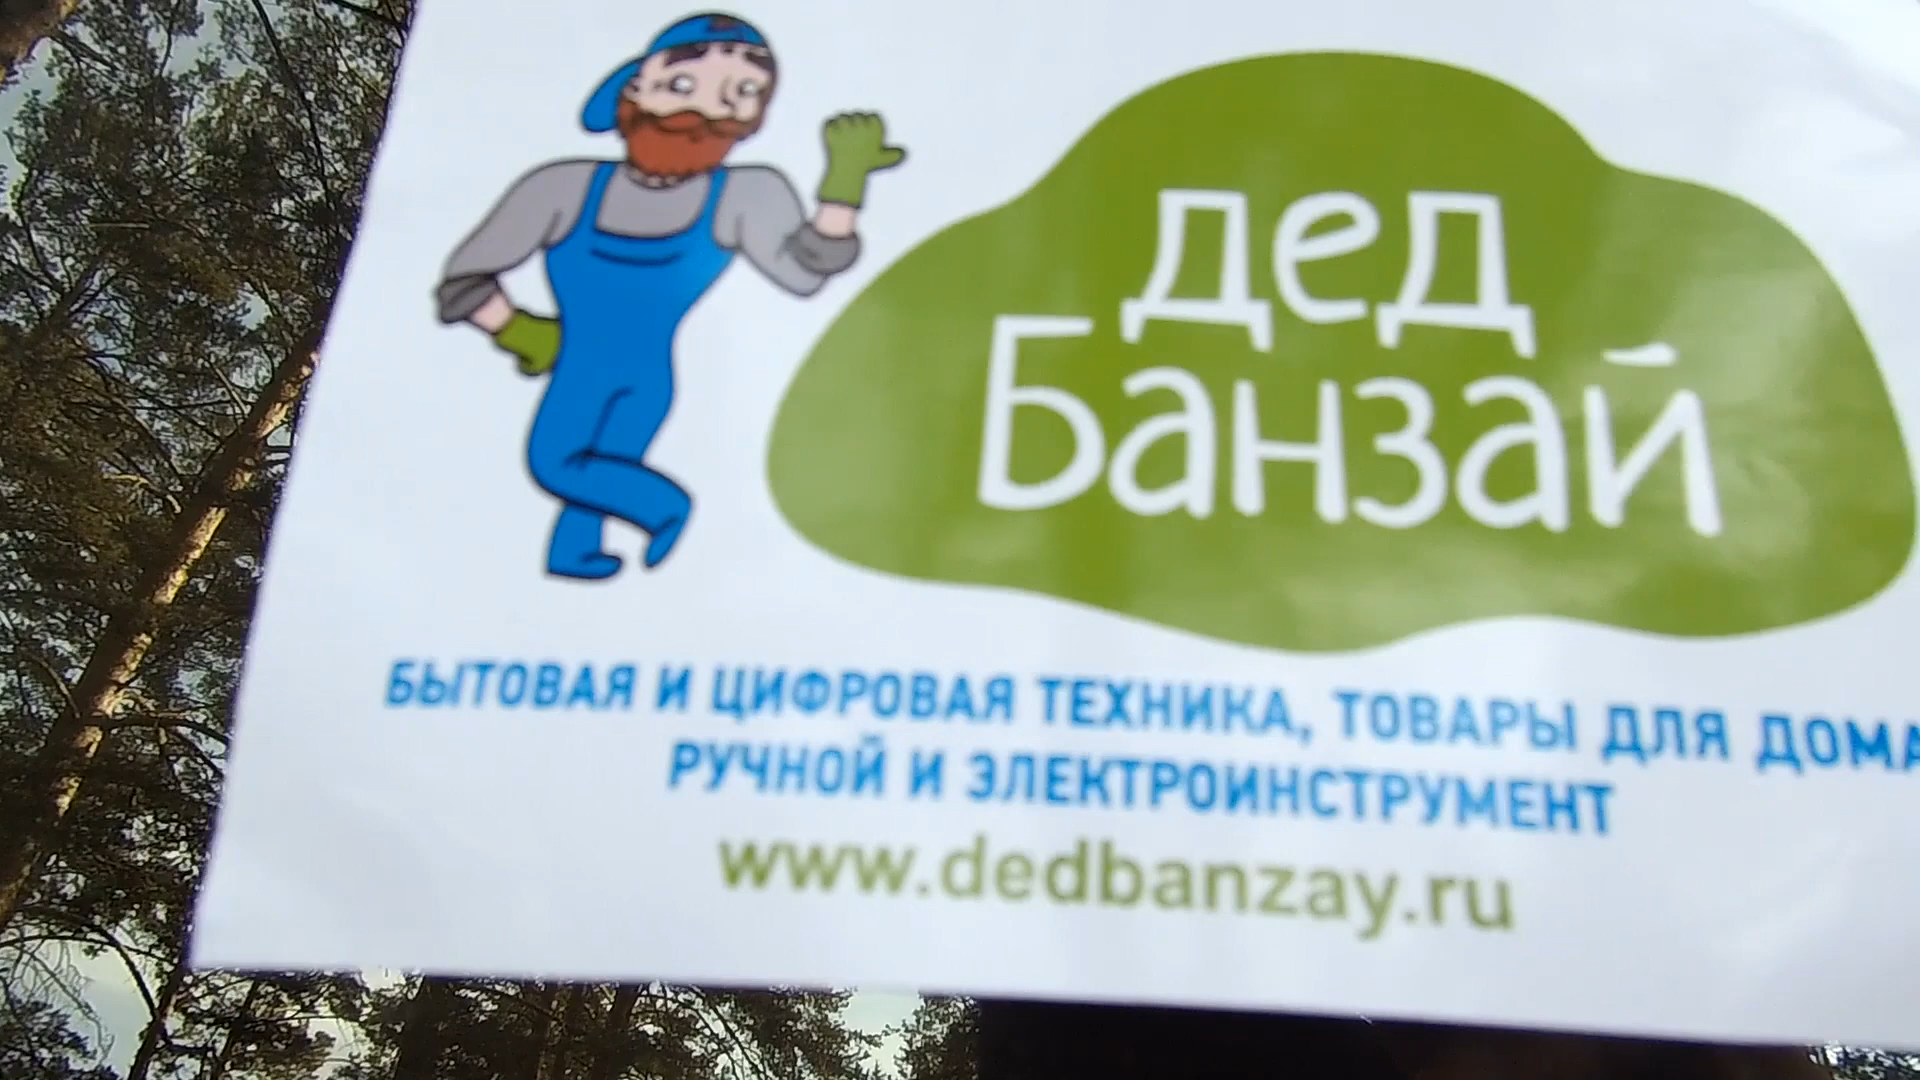 дед
Банзай
БЫТОВАЯ И ЦИФРОВАЯ ТЕХНИКА, ТОВАРЫ ДЛЯ ДОМА
РУЧНОЙ И ЭЛЕКТРОИНСТРУМЕНТ
www.dedbanzay.ru